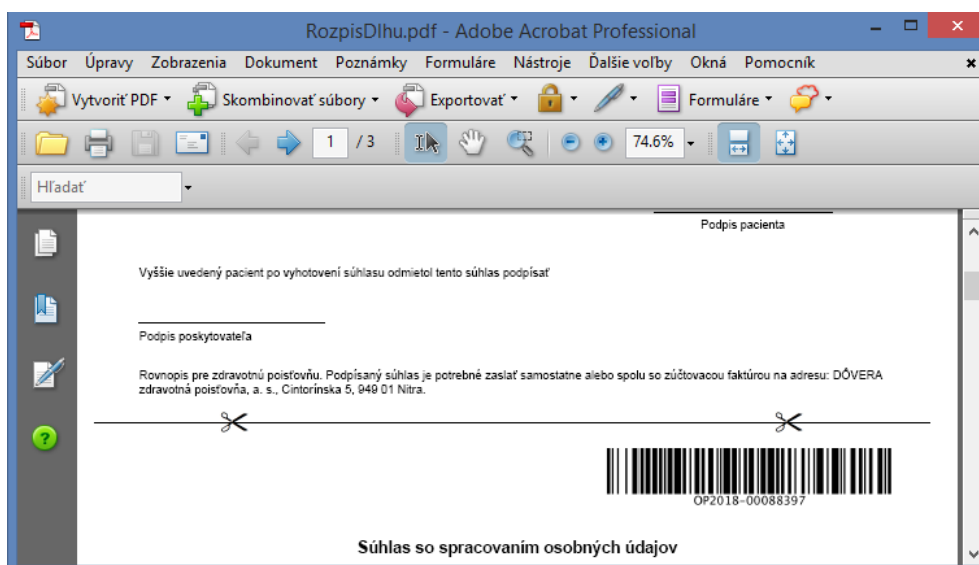 RozpisDlhu.pdf - Adobe Acrobat Professional
Súbor Úpravy Zobrazenia Dokument Poznámky Formuláre Nástroje Ďalšie voľby Okná Pomocník
Vytvoriť PDF Skombinovať súbory Exportovať Formuláre
1 / 3 74.6%
Hľadať
Podpis pacienta
Vyššie uvedený pacient po vyhotovení súhlasu odmietol tento súhlas podpísať
Podpis poskytovateľa
Rovnopis pre zdravotnú poisťovňu. Podpísaný súhlas je potrebné zaslať samostatne alebo spolu so zúčtovacou faktúrou na adresu: DÔVERA
zdravotná poisťovňa, a. s., Cintorínska 5, 949 01 Nitra.
OP2018-00088397
Súhlas so spracovaním osobných údajov